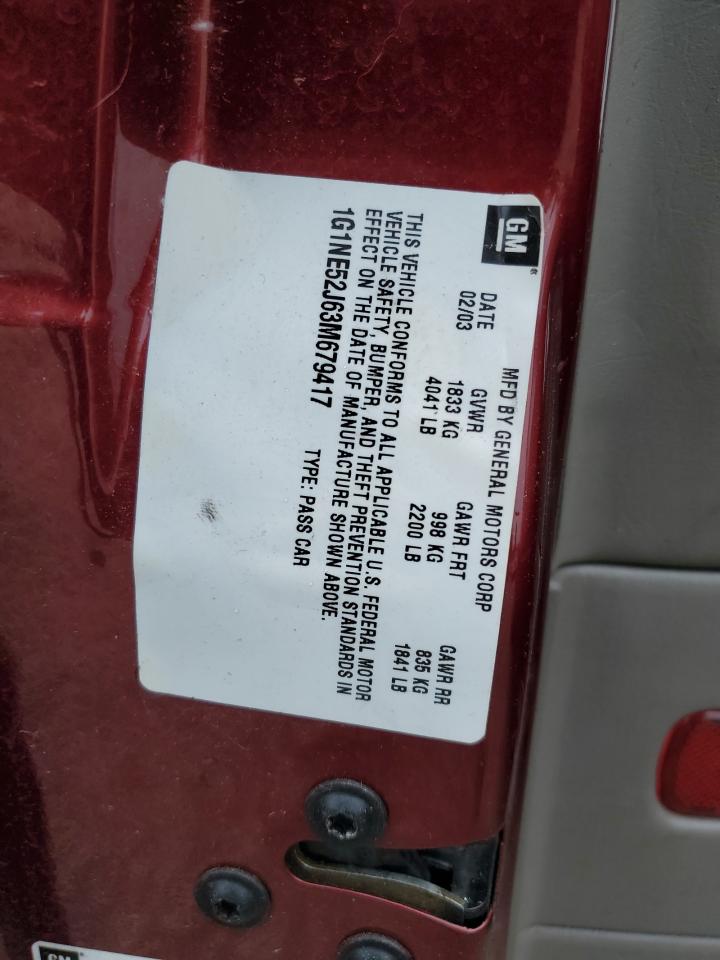 GM
MFD BY GENERAL MOTORS CORP
DATE GVWR GAWR FRT GAWR RR
02/03 1833 KG 998 KG 835 KG
4041 LB 2200 LB 1841 LB
THIS VEHICLE CONFORMS TO ALL APPLICABLE U.S. FEDERAL MOTOR
VEHICLE SAFETY, BUMPER, AND THEFT PREVENTION STANDARDS IN
EFFECT ON THE DATE OF MANUFACTURE SHOWN ABOVE.
1G1NE52J63M679417 TYPE: PASS CAR
GM